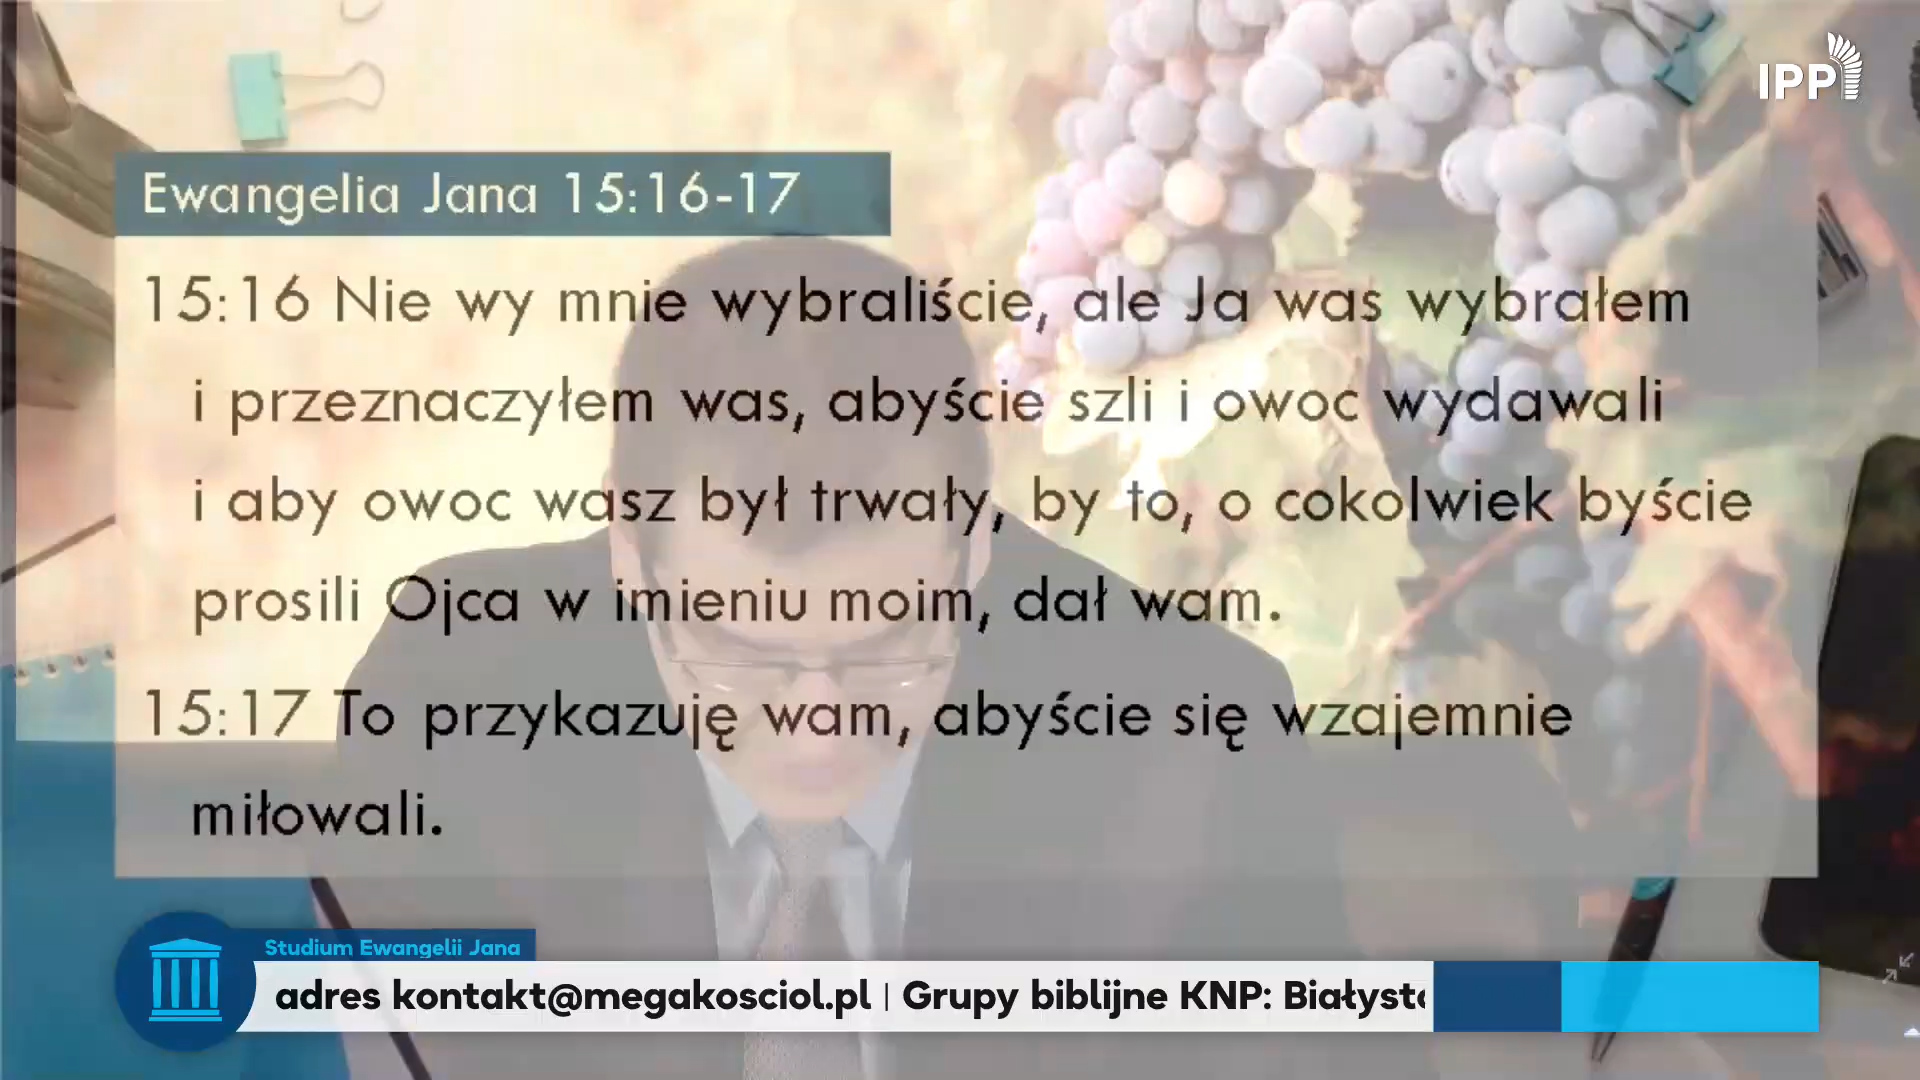 IPP
Ewangelia Jana 15:16-17
15:16 Nie wy mnie wybraliście, ale Ja was wybrałem
i przeznaczyłem was, abyście szli i owoc wydawali
i aby owoc wasz był trwały, by to, o cokolwiek byście
prosili Ojca w imieniu moim, dał wam.
15:17 To przykazuję wam, abyście się wzajemnie
miłowali.
Studium Ewangelii Jana
adres kontakt@megakosciol.pl | Grupy biblijne KNP: